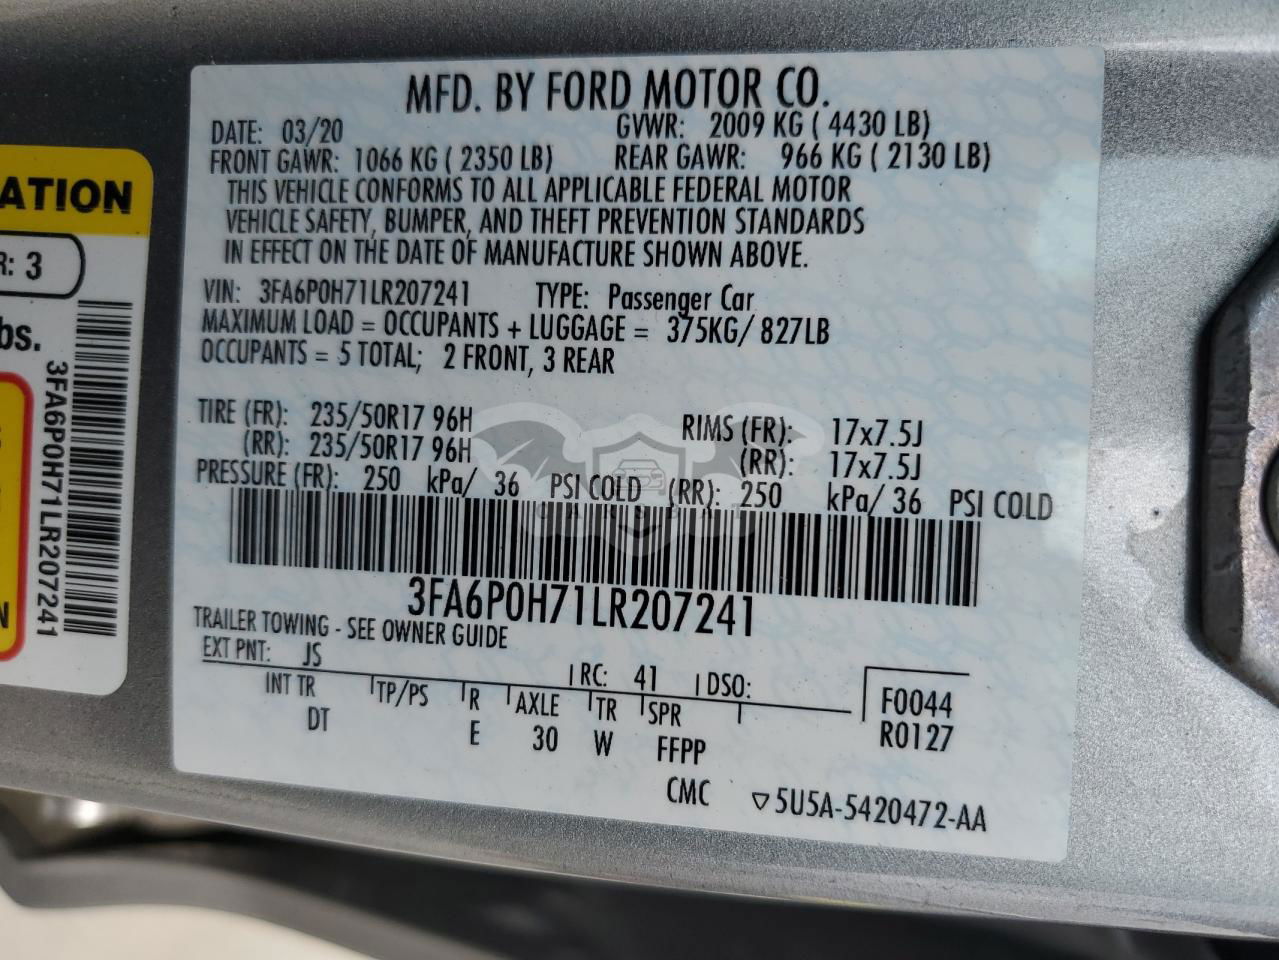 MFD. BY FORD MOTOR CO.
DATE: 03/20 GVWR: 2009 KG ( 4430 LB)
FRONT GAWR: 1066 KG ( 2350 LB) REAR GAWR: 966 KG ( 2130 LB)
THIS VEHICLE CONFORMS TO ALL APPLICABLE FEDERAL MOTOR
VEHICLE SAFETY, BUMPER, AND THEFT PREVENTION STANDARDS
IN EFFECT ON THE DATE OF MANUFACTURE SHOWN ABOVE.
VIN: 3FA6P0H71LR207241 TYPE: Passenger Car
MAXIMUM LOAD = OCCUPANTS + LUGGAGE = 375KG/ 827LB
OCCUPANTS = 5 TOTAL; 2 FRONT, 3 REAR
TIRE (FR): 235/50R17 96H RIMS (FR): 17x7.5J
(RR): 235/50R17 96H (RR): 17x7.5J
PRESSURE (FR): 250 kPa/ 36 PSI COLD (RR): 250 kPa/ 36 PSI COLD
CARSBAT
3FA6P0H71LR207241
TRAILER TOWING - SEE OWNER GUIDE
EXT PNT: JS RC: 41 DSO:
INT TR TP/PS R AXLE TR SPR F0044
DT E 30 W FFPP R0127
CMC 5U5A-5420472-AA
ATION
R: 3
bs.
3FA6P0H71LR207241
N